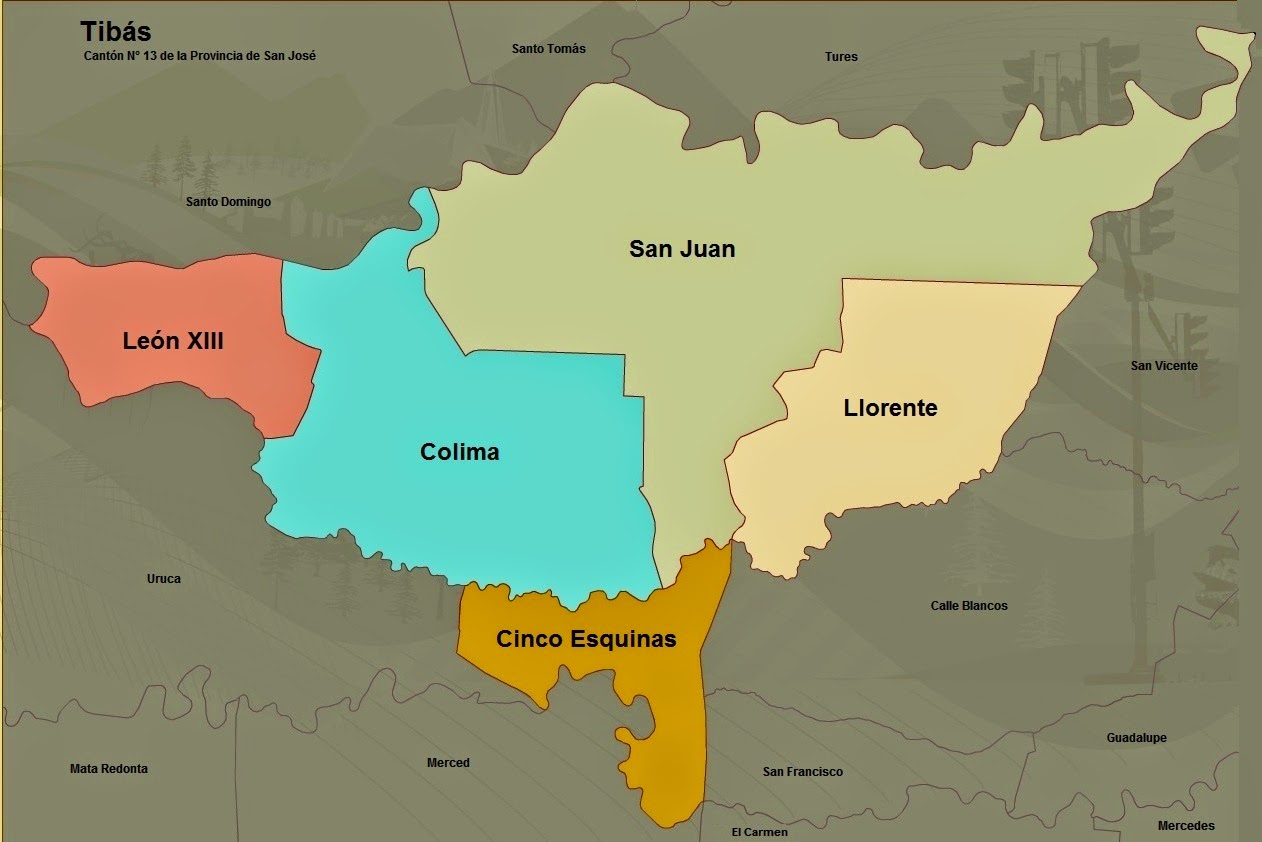 Tibás
Cantón N° 13 de la Provincia de San José
Santo Tomás
Tures
Santo Domingo
San Juan
León XIII
San Vicente
Llorente
Colima
Uruca
Calle Blancos
Cinco Esquinas
Guadalupe
Merced
Mata Redonda
San Francisco
Mercedes
El Carmen